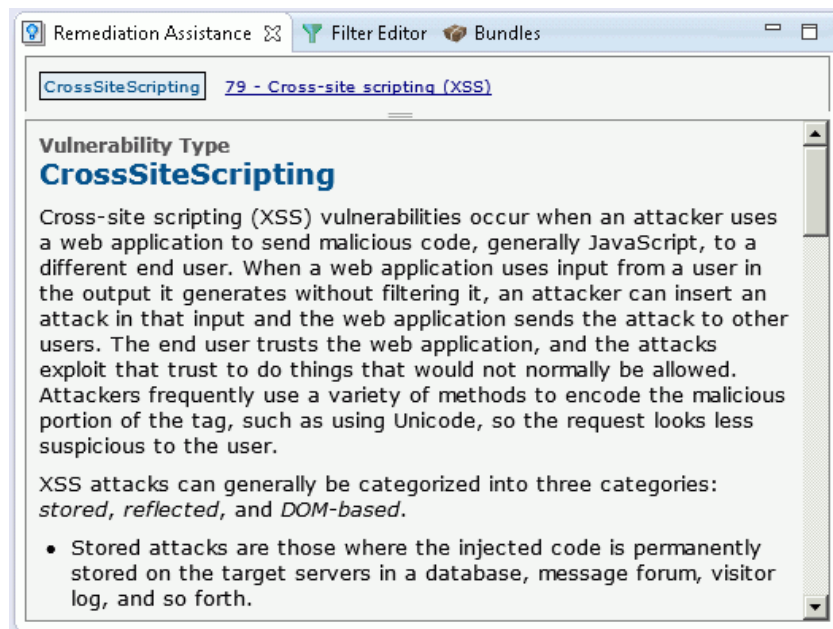 Remediation Assistance Filter Editor Bundles
CrossSiteScripting 79 - Cross-site scripting (XSS)
Vulnerability Type
CrossSiteScripting
Cross-site scripting (XSS) vulnerabilities occur when an attacker uses
a web application to send malicious code, generally JavaScript, to a
different end user. When a web application uses input from a user in
the output it generates without filtering it, an attacker can insert an
attack in that input and the web application sends the attack to other
users. The end user trusts the web application, and the attacks
exploit that trust to do things that would not normally be allowed.
Attackers frequently use a variety of methods to encode the malicious
portion of the tag, such as using Unicode, so the request looks less
suspicious to the user.
XSS attacks can generally be categorized into three categories:
stored, reflected, and DOM-based.
• Stored attacks are those where the injected code is permanently
stored on the target servers in a database, message forum, visitor
log, and so forth.